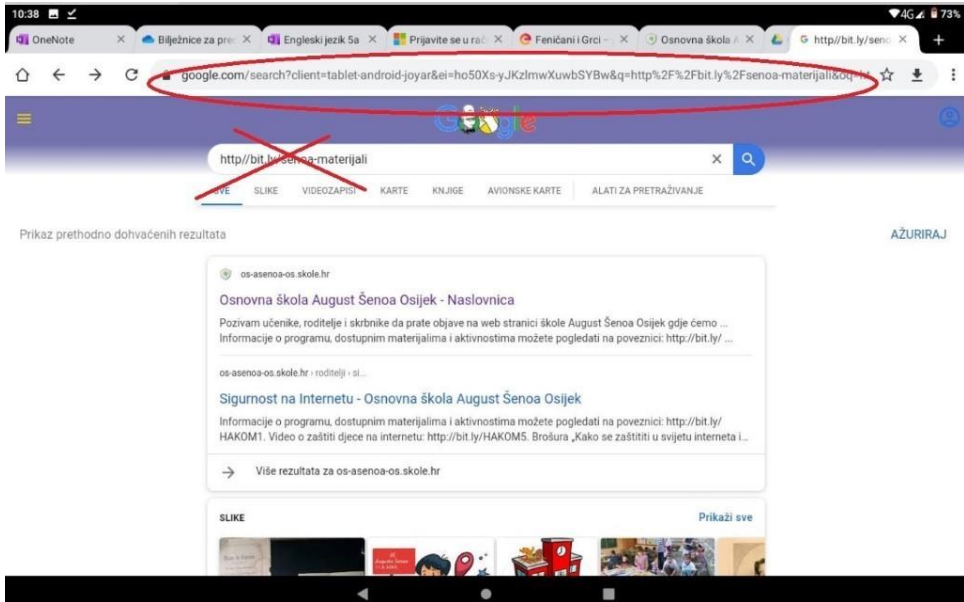 10:38 4G 73%
OneNote Bilježnice za pre Engleski jezik 5a Prijavite se u rač Feničani i Grci - Osnovna škola A http//bit.ly/seno
google.com/search?client=tablet-android-joyar&ei=ho50Xs-yJKzlmwXuwbSYBw&q=http%2F%2Fbit.ly%2Fsenoa-materijali&oq=ht
http//bit.ly/senoa-materijali
SVE SLIKE VIDEOZAPISI KARTE KNJIGE AVIONSKE KARTE ALATI ZA PRETRAŽIVANJE
Prikaz prethodno dohvaćenih rezultata AŽURIRAJ
os-asenoa-os.skole.hr
Osnovna škola August Šenoa Osijek - Naslovnica
Pozivam učenike, roditelje i skrbnike da prate objave na web stranici škole August Šenoa Osijek gdje ćemo ...
Informacije o programu, dostupnim materijalima i aktivnostima možete pogledati na poveznici: http://bit.ly/ ...
os-asenoa-os.skole.hr › roditelji › si...
Sigurnost na Internetu - Osnovna škola August Šenoa Osijek
Informacije o programu, dostupnim materijalima i aktivnostima možete pogledati na poveznici: http://bit.ly/
HAKOM1. Video o zaštiti djece na internetu: http://bit.ly/HAKOM5. Brošura „Kako se zaštititi u svijetu interneta i...
Više rezultata za os-asenoa-os.skole.hr
SLIKE Prikaži sve